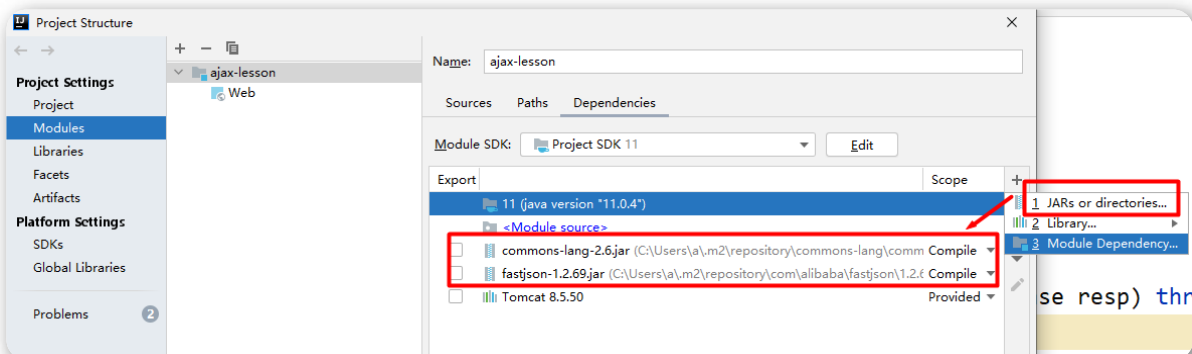 Project Structure
Project Settings
Project
Modules
Libraries
Facets
Artifacts
Platform Settings
SDKs
Global Libraries
Problems 2
ajax-lesson
Web
Name: ajax-lesson
Sources Paths Dependencies
Module SDK: Project SDK 11 Edit
Export Scope
11 (java version "11.0.4")
<Module source>
commons-lang-2.6.jar (C:\Users\a\.m2\repository\commons-lang\comm Compile
fastjson-1.2.69.jar (C:\Users\a\.m2\repository\com\alibaba\fastjson\1.2.6 Compile
Tomcat 8.5.50 Provided
1 JARs or directories...
2 Library...
3 Module Dependency...
se resp) thr